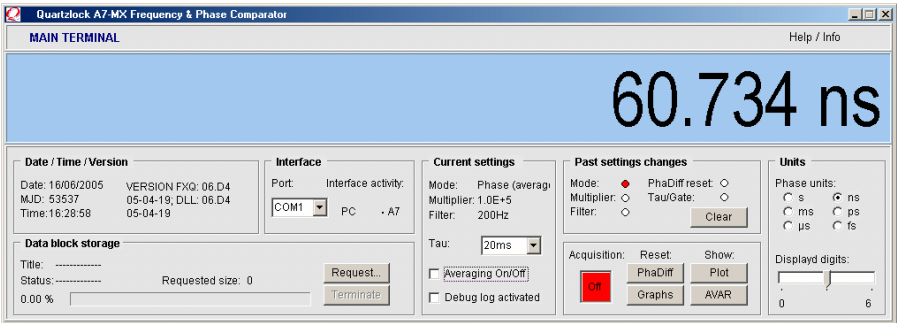 Quartzlock A7-MX Frequency & Phase Comparator
MAIN TERMINAL
Help / Info
60.734 ns
Date / Time / Version
Date: 16/06/2005
MJD: 53537
Time:16:28:58
VERSION FXQ: 06.D4
05-04-19; DLL: 06.D4
05-04-19
Interface
Port:
Interface activity:
COM1
PC
A7
Current settings
Mode: Phase (averagi
Multiplier: 1.0E+5
Filter: 200Hz
Tau: 20ms
Averaging On/Off
Debug log activated
Past settings changes
Mode:
PhaDiff reset:
Multiplier:
Tau/Gate:
Filter:
Clear
Units
Phase units:
s
ns
ms
ps
µs
fs
Displayd digits:
0
6
Data block storage
Title: -------------
Status:-------------
Requested size: 0
0.00 %
Request...
Terminate
Acquisition:
Reset:
Show:
Off
PhaDiff
Plot
Graphs
AVAR